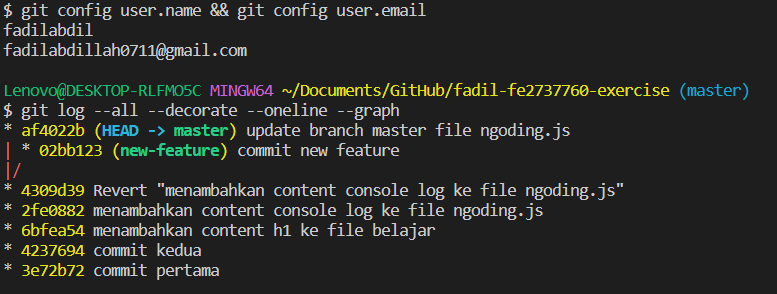 $ git config user.name && git config user.email
fadilabdil
fadilabdillah0711@gmail.com
Lenovo@DESKTOP-RLFMO5C MINGW64 ~/Documents/GitHub/fadil-fe2737760-exercise (master)
$ git log --all --decorate --oneline --graph
* af4022b (HEAD -> master) update branch master file ngoding.js
| * 02bb123 (new-feature) commit new feature
|/
* 4309d39 Revert "menambahkan content console log ke file ngoding.js"
* 2fe0882 menambahkan content console log ke file ngoding.js
* 6bfea54 menambahkan content h1 ke file belajar
* 4237694 commit kedua
* 3e72b72 commit pertama